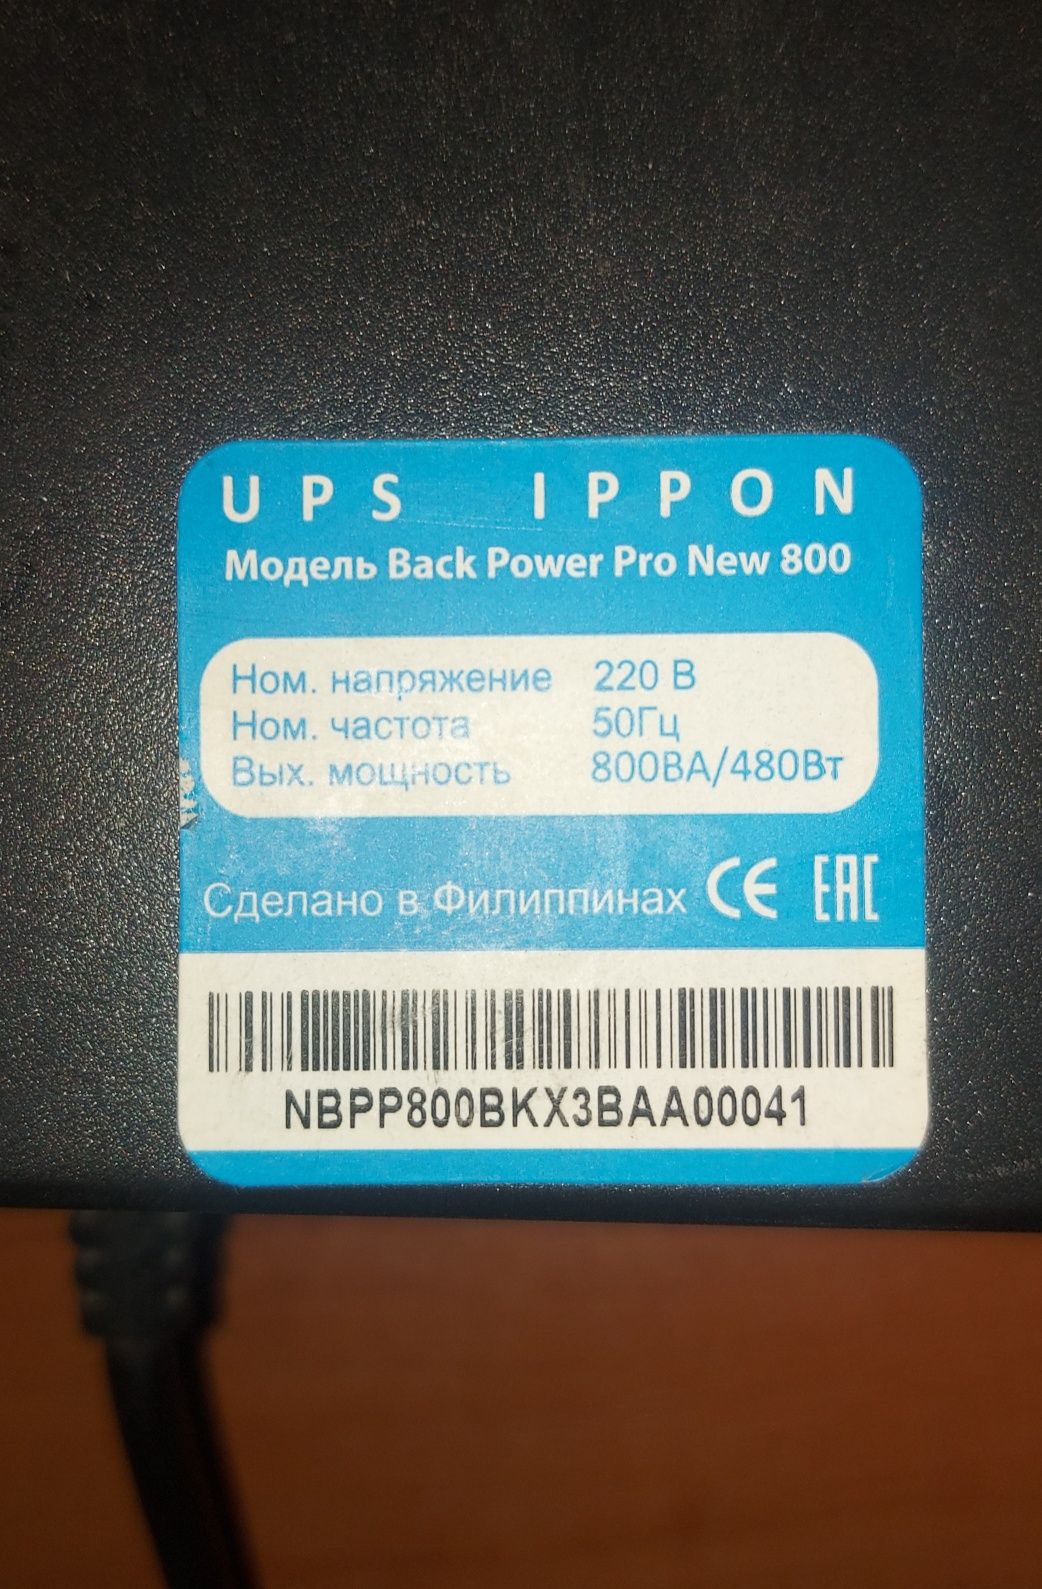 UPS IPPON
Модель Back Power Pro New 800
Ном. напряжение 220 В
Ном. частота 50Гц
Вых. мощность 800ВА/480Вт
Сделано в Филиппинах CE EAC
NBPP800BKX3BAA00041